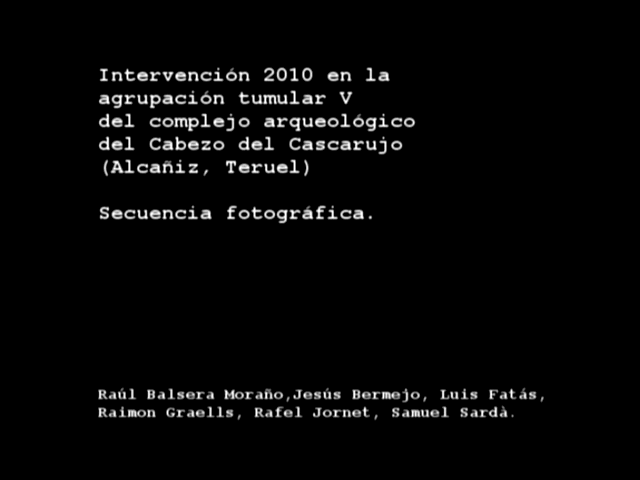 Intervención 2010 en la
agrupación tumular V
del complejo arqueológico
del Cabezo del Cascarujo
(Alcañiz, Teruel)
Secuencia fotográfica.
Raúl Balsera Moraño,Jesús Bermejo, Luis Fatás,
Raimon Graells, Rafel Jornet, Samuel Sardà.